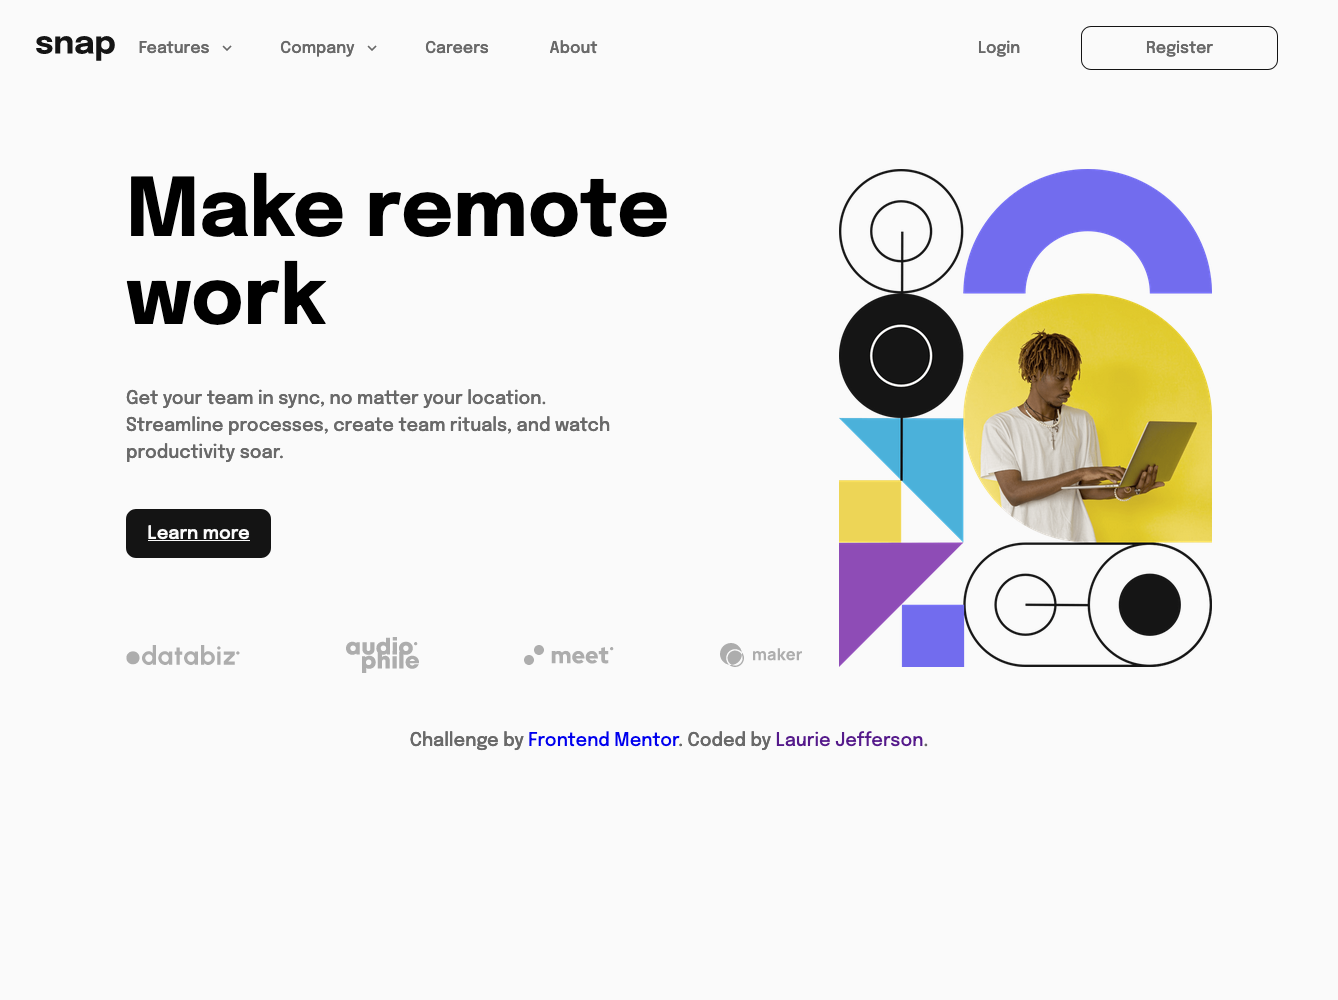 snap Features Company Careers About Login Register
Make remote
work
Get your team in sync, no matter your location.
Streamline processes, create team rituals, and watch
productivity soar.
Learn more
databiz audiophile meet maker
Challenge by Frontend Mentor. Coded by Laurie Jefferson.